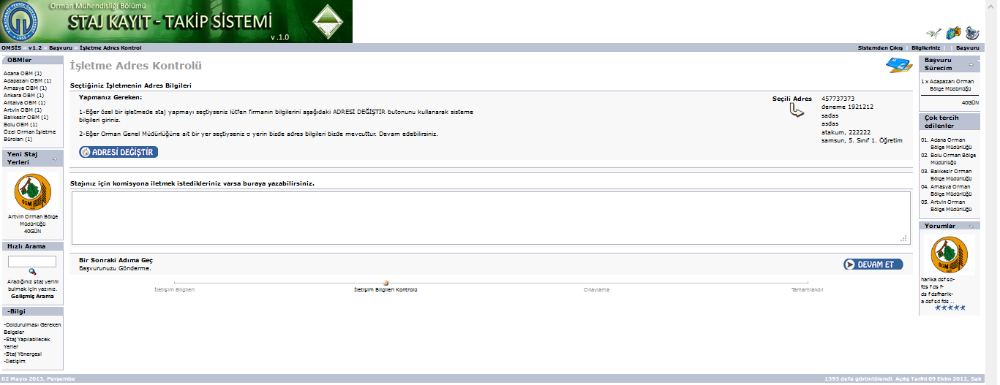 Orman Mühendisliği Bölümü
STAJ KAYIT - TAKİP SİSTEMİ
v .1.0
KARADENİZ TEKNİK ÜNİVERSİTESİ
1955
OMSİS » v1.2 » Başvuru » İşletme Adres Kontrol
Sistemden Çıkış | Bilgileriniz | | Başvuru
OBMler
Adana OBM (1)
Adapazarı OBM (1)
Amasya OBM (1)
Ankara OBM (1)
Antalya OBM (1)
Artvin OBM (1)
Balıkesir OBM (1)
Bolu OBM (1)
Özel Orman İşletme
Büroları (1)
Yeni Staj
Yerleri
OGM
Artvin Orman Bölge
Müdürlüğü
40GÜN
Hızlı Arama
Aradığınız staj yerini
bulmak için yazınız.
Gelişmiş Arama
-Bilgi
-Doldurulması Gereken
Belgeler
-Staj Yapılabilecek
Yerler
-Staj Yönergesi
-İletişim
İşletme Adres Kontrolü
Seçtiğiniz İşletmenin Adres Bilgileri
Yapmanız Gereken:
1-Eğer özel bir işletmede staj yapmayı seçtiyseniz lütfen firmanın bilgilerini aşağıdaki ADRESİ DEĞİŞTİR butonunu kullanarak sisteme
bilgileri giriniz.
2-Eğer Orman Genel Müdürlüğüne ait bir yer seçtiyseniz o yerin bizde adres bilgileri bizde mevcuttur. Devam edebilirsiniz.
ADRESİ DEĞİŞTİR
Seçili Adres
457737373
deneme 1921212
sadas
asdas
atakum, 222222
samsun, 5. Sınıf 1. Öğretim
Stajınız için komisyona iletmek istedikleriniz varsa buraya yazabilirsiniz.
Bir Sonraki Adıma Geç
Başvurunuzu Gönderme.
DEVAM ET
İletişim Bilgileri
İletişim Bilgileri Kontrolü
Onaylama
Tamamlandı!
Başvuru
Sürecim
1 x Adapazarı Orman
Bölge Müdürlüğü
40GÜN
Çok tercih
edilenler
01. Adana Orman
Bölge Müdürlüğü
02. Bolu Orman Bölge
Müdürlüğü
03. Balıkesir Orman
Bölge Müdürlüğü
04. Amasya Orman
Bölge Müdürlüğü
05. Artvin Orman
Bölge Müdürlüğü
Yorumlar
OGM
harika dsf sd-
fds f ds f-
ds f dsfharik-
a dsf sd fds ..
02 Mayıs 2013, Perşembe
1393 defa görüntülendi. Açılış Tarihi 09 Ekim 2012, Salı